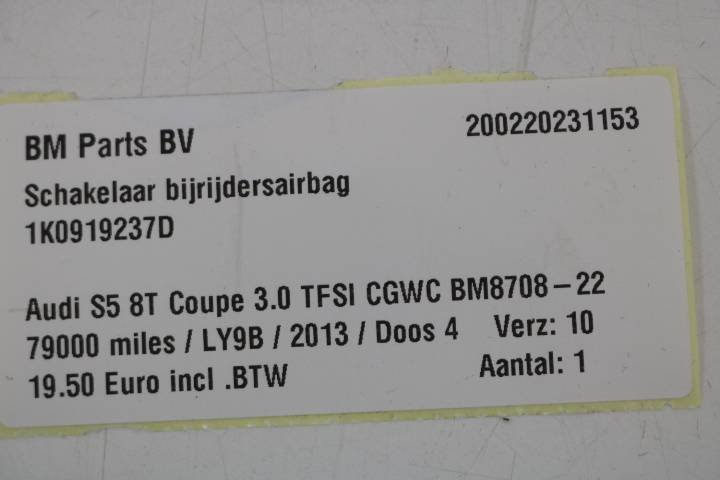 BM Parts BV 200220231153
Schakelaar bijrijdersairbag
1K0919237D
Audi S5 8T Coupe 3.0 TFSI CGWC BM8708-22
79000 miles / LY9B / 2013 / Doos 4 Verz: 10
19.50 Euro incl .BTW Aantal: 1